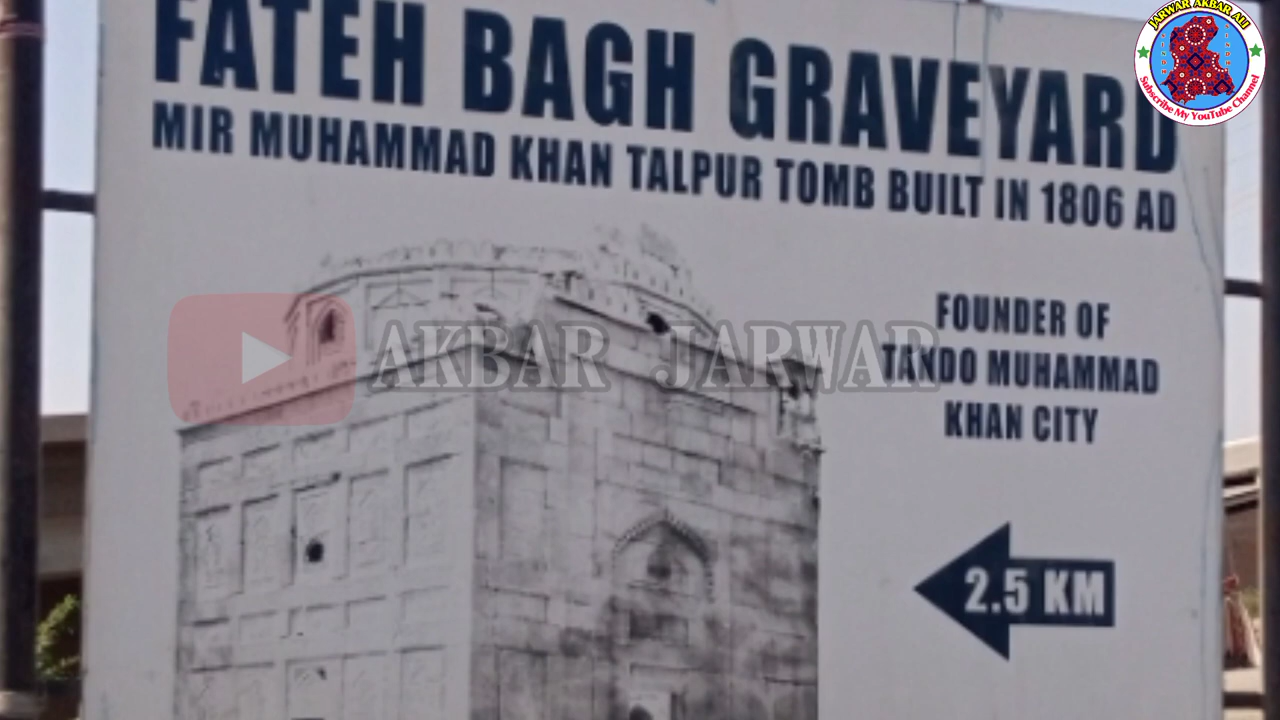 FATEH BAGH GRAVEYARD
MIR MUHAMMAD KHAN TALPUR TOMB BUILT IN 1806 AD
FOUNDER OF
TANDO MUHAMMAD
KHAN CITY
2.5 KM
AKBAR JARWAR
JARWAR AKBAR ALI
Subscribe My YouTube Channel